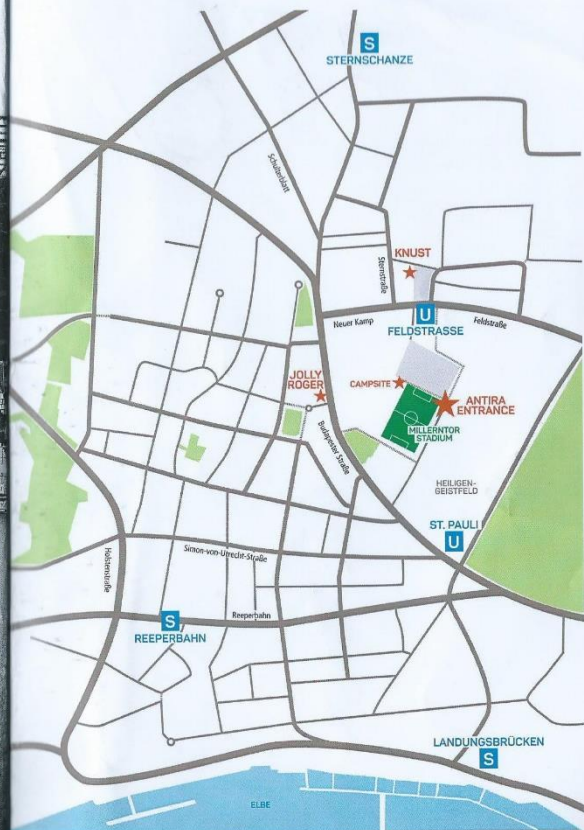 S
STERNSCHANZE
Schulterblatt
KNUST
Sternstraße
U
FELDSTRASSE
Neuer Kamp
Feldstraße
JOLLY
ROGER
CAMPSITE
ANTIRA
ENTRANCE
MILLERNTOR
STADIUM
Budapester Straße
HEILIGEN-
GEISTFELD
ST. PAULI
U
Holstenstraße
Simon-von-Utrecht-Straße
S
REEPERBAHN
Reeperbahn
LANDUNGSBRÜCKEN
S
ELBE